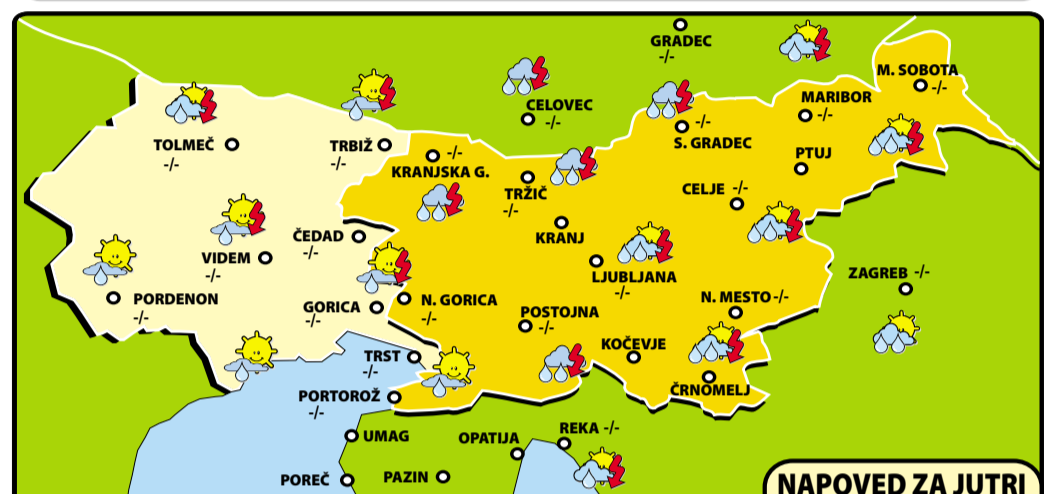 GRADEC
-/-
M. SOBOTA
-/-
CELOVEC
-/-
MARIBOR
-/-
-/-
S. GRADEC
TOLMEČ
-/-
TRBIŽ
-/-
-/-
KRANJSKA G.
PTUJ
TRŽIČ
-/-
CELJE -/-
ČEDAD
-/-
KRANJ
VIDEM
-/-
LJUBLJANA
-/-
ZAGREB -/-
PORDENON
-/-
GORICA
-/-
N. GORICA
-/-
N. MESTO -/-
POSTOJNA
-/-
KOČEVJE
TRST
-/-
ČRNOMELJ
PORTOROŽ
-/-
UMAG
OPATIJA
REKA -/-
POREČ
PAZIN
NAPOVED ZA JUTRI